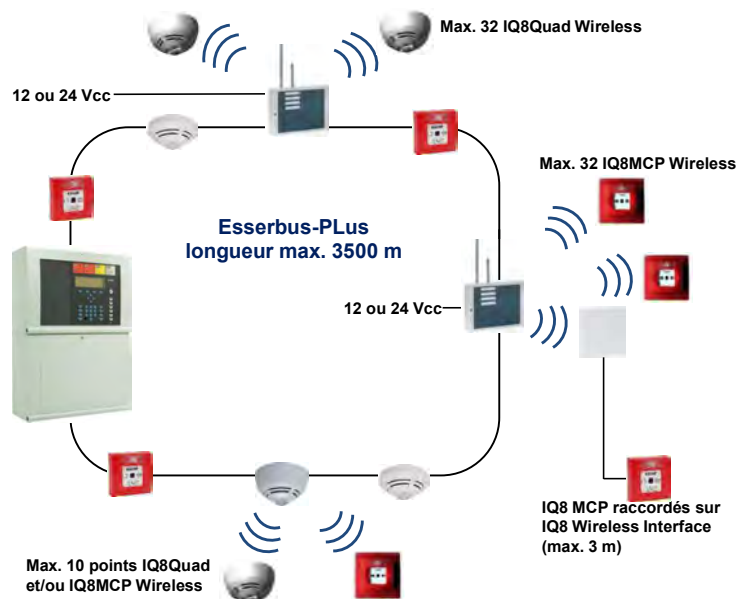 Max. 32 IQ8Quad Wireless
12 ou 24 Vcc
Max. 32 IQ8MCP Wireless
Esserbus-PLus
longueur max. 3500 m
12 ou 24 Vcc
IQ8 MCP raccordés sur
IQ8 Wireless Interface
(max. 3 m)
Max. 10 points IQ8Quad
et/ou IQ8MCP Wireless